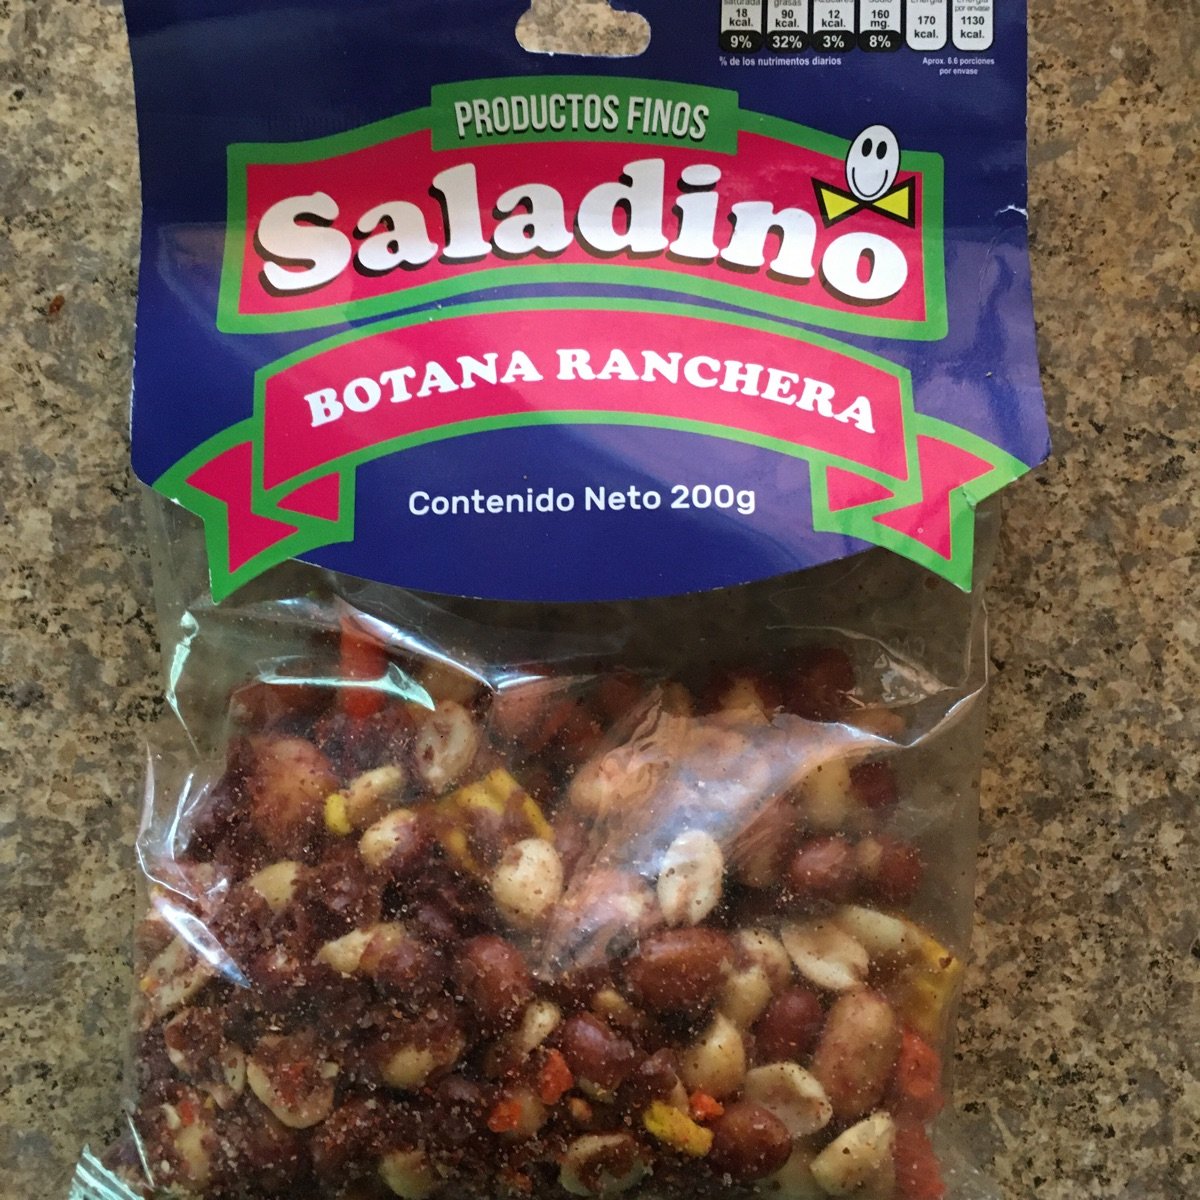 saturada grasas Azúcares Sodio Energía Energía
por envase
18 kcal. 90 kcal. 12 kcal. 160 mg. 170 kcal. 1130 kcal.
9% 32% 3% 8%
% de los nutrimentos diarios
Aprox. 6.6 porciones
por envase
PRODUCTOS FINOS
Saladino
BOTANA RANCHERA
Contenido Neto 200g